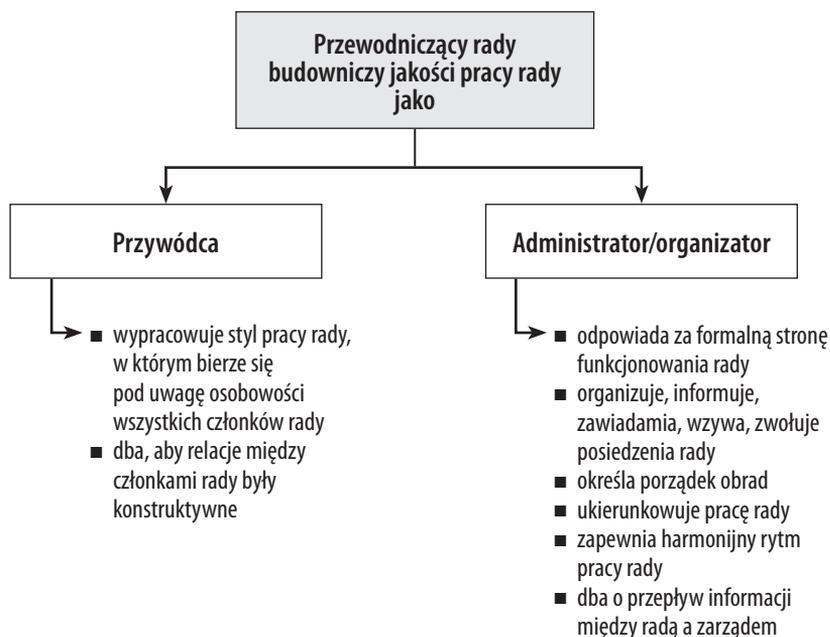 Przewodniczący rady
budowniczy jakości pracy rady
jako
Przywódca
■ wypracowuje styl pracy rady,
w którym bierze się
pod uwagę osobowości
wszystkich członków rady
■ dba, aby relacje między
członkami rady były
konstruktywne
Administrator/organizator
■ odpowiada za formalną stronę
funkcjonowania rady
■ organizuje, informuje,
zawiadamia, wzywa, zwołuje
posiedzenia rady
■ określa porządek obrad
■ ukierunkowuje pracę rady
■ zapewnia harmonijny rytm
pracy rady
■ dba o przepływ informacji
między radą a zarządem